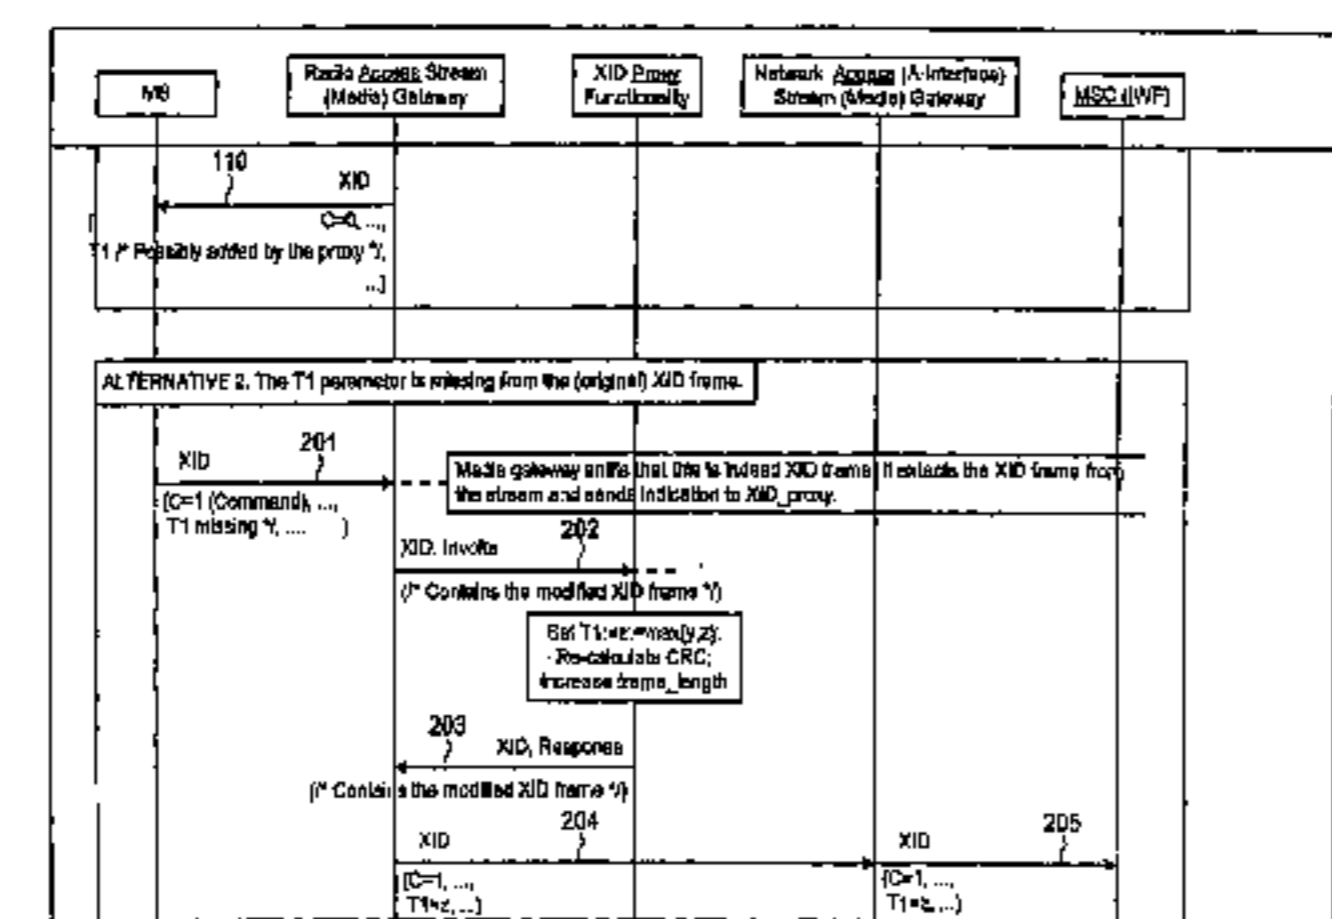 MS
Radio Access Stream
(Media) Gateway
XID Proxy
Functionality
Network Access (A-Interface)
Stream (Media) Gateway
MSC (IWF)
110
XID
C=0, ...,
T1 /* Possibly added by the proxy */,
...]
ALTERNATIVE 2. The T1 parameter is missing from the (original) XID frame.
201
XID
(C=1 (Command), ...,
T1 missing */, .... )
Media gateway sniffs that this is indeed XID frame. It extracts the XID frame from
the stream and sends indication to XID_proxy.
202
XID, Invoke
(/* Contains the modified XID frame */)
Set T1:=z:=max(y,z);
- Re-calculate CRC;
increase frame_length
203
XID, Response
(/* Contains the modified XID frame */)
204
XID
205
XID
(C=1, ...,
T1=z, ...)
(C=1, ...,
T1=z, ...)